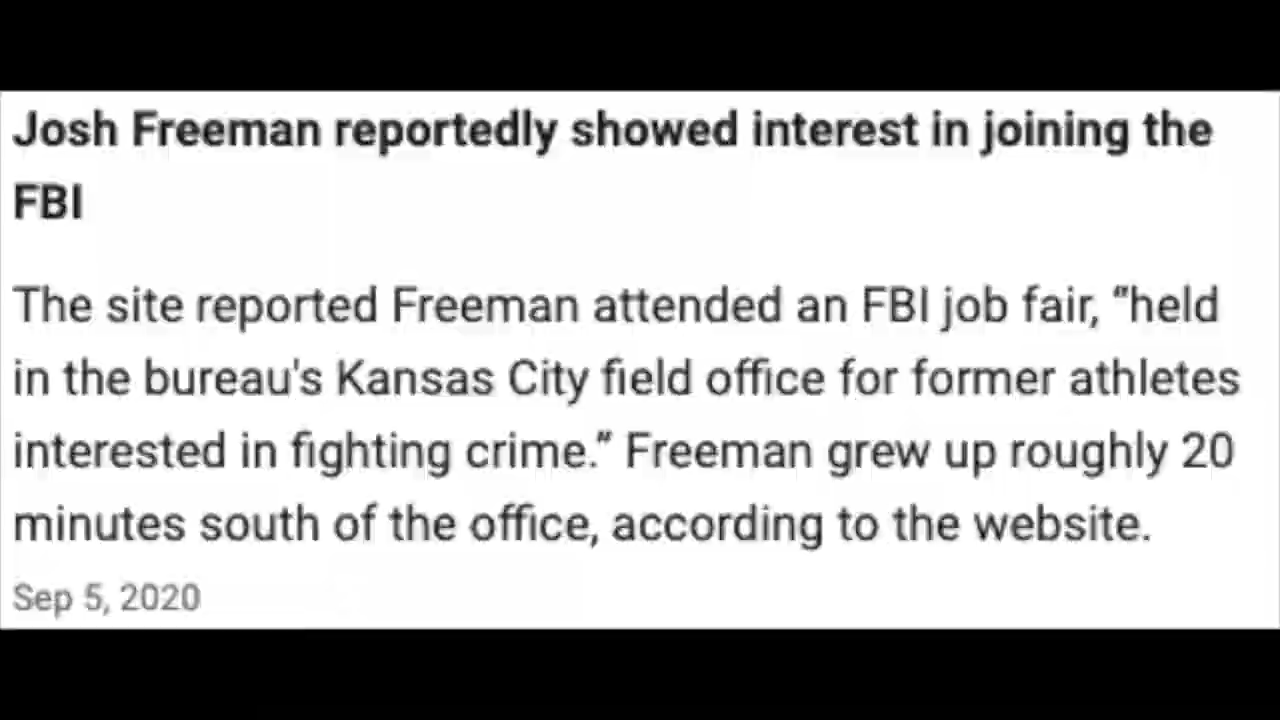 Josh Freeman reportedly showed interest in joining the
FBI
The site reported Freeman attended an FBI job fair, “held
in the bureau's Kansas City field office for former athletes
interested in fighting crime.” Freeman grew up roughly 20
minutes south of the office, according to the website.
Sep 5, 2020